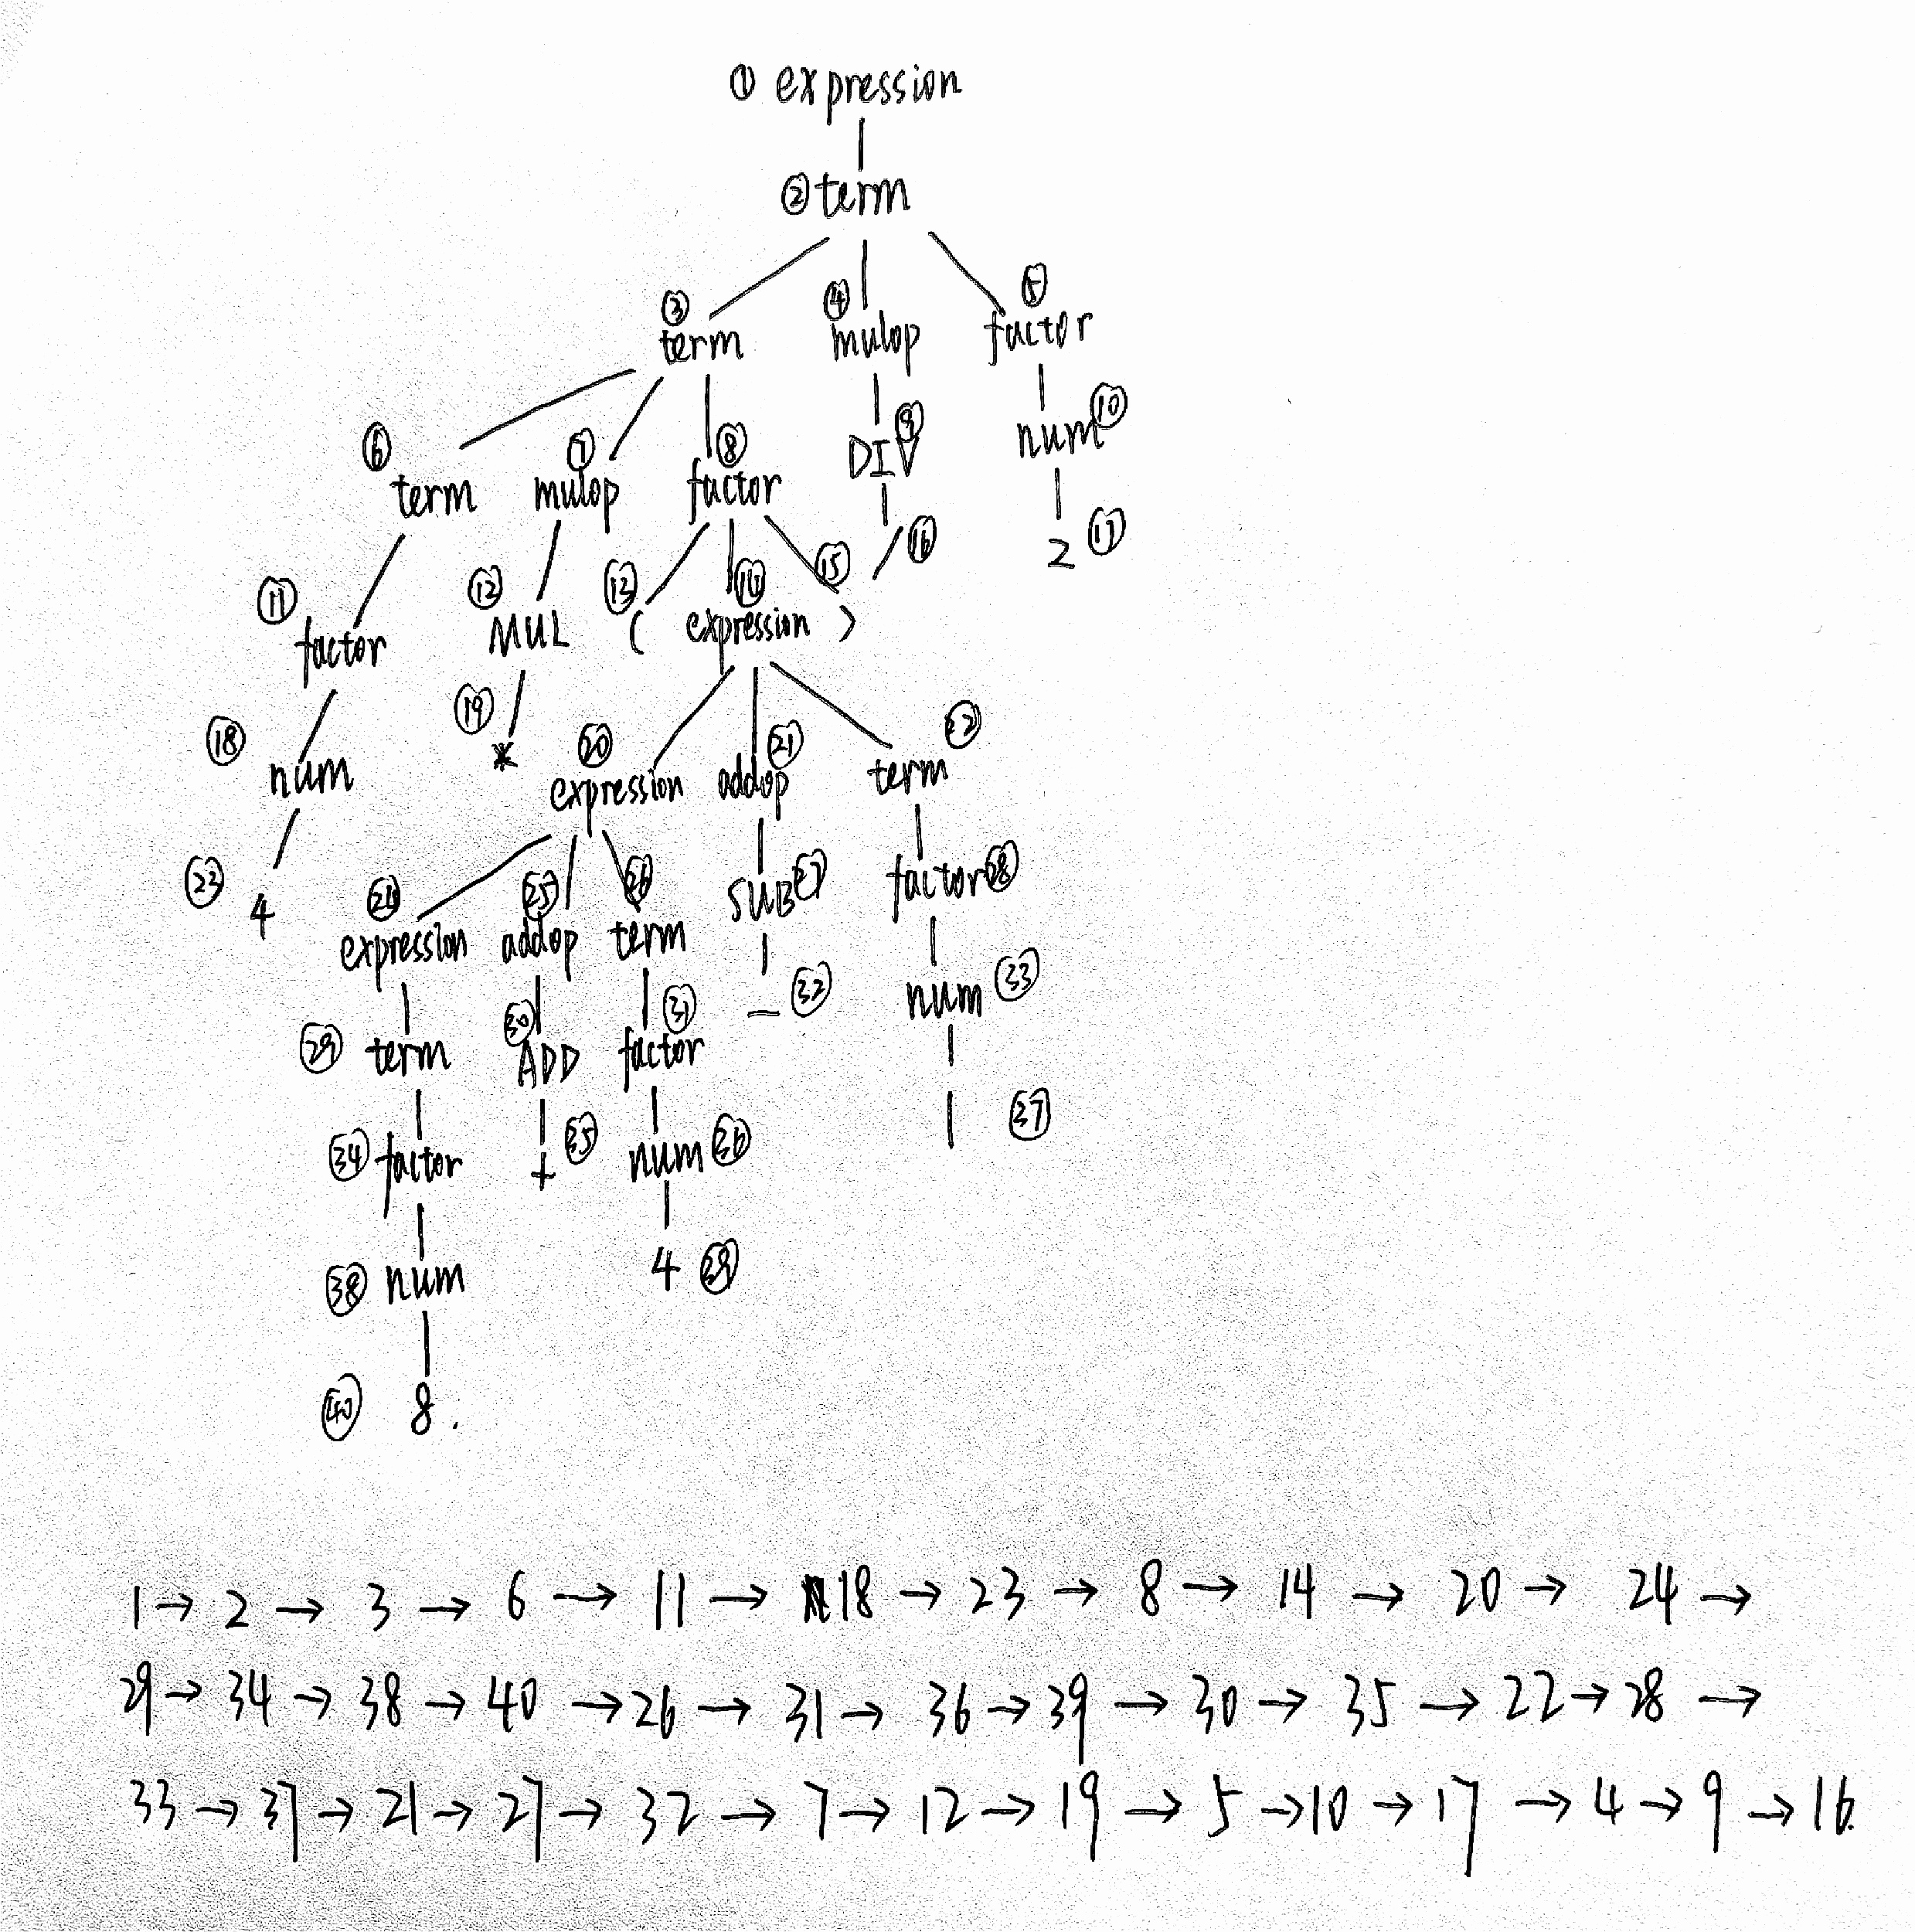 ① expression
② term
③ ④ ⑤
term mulop factor
⑥ ⑦ ⑧ ⑨ ⑩
term mulop factor DIV num
⑪ ⑫ ⑬ ⑭ ⑮ / ⑯ 2 ⑰
factor MUL ( expression )
⑱ ⑲ ⑳ ㉑ ㉒
num * expression addop term
㉓ 4 ㉔ ㉕ ㉖ SUB ㉗ factor ㉘
expression addop term
㉙ term ㉚ ADD ㉛ factor — ㉜ num ㉝
㉞ factor + ㉟ num ㊱ 1 ㊲
㊳ num 4 ㊴
㊵ 8 .
1 → 2 → 3 → 6 → 11 → 18 → 23 → 8 → 14 → 20 → 24 →
29 → 34 → 38 → 40 → 26 → 31 → 36 → 39 → 30 → 35 → 22 → 28 →
33 → 37 → 21 → 27 → 32 → 7 → 12 → 19 → 5 → 10 → 17 → 4 → 9 → 16.